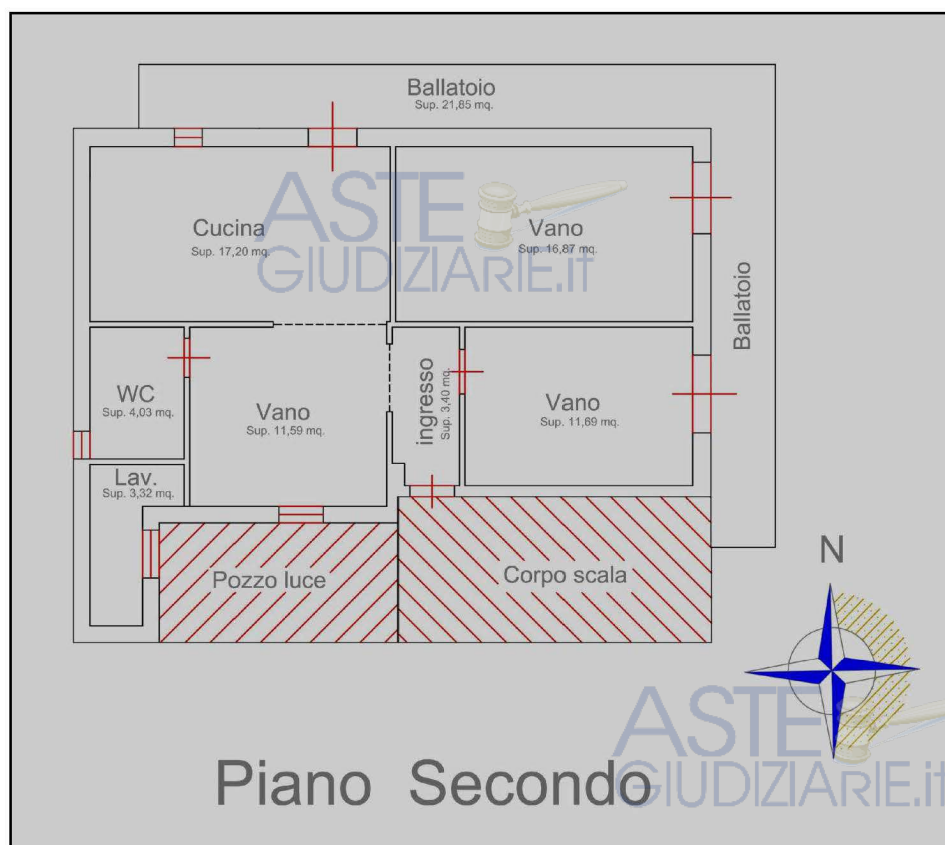 Ballatoio
Sup. 21,85 mq.
Cucina
Sup. 17,20 mq.
Vano
Sup. 16,87 mq.
ASTE
GIUDIZIARIE.it
Ballatoio
WC
Sup. 4,03 mq.
Vano
Sup. 11,59 mq.
ingresso
Sup. 3,40 mq.
Vano
Sup. 11,69 mq.
Lav.
Sup. 3,32 mq.
Pozzo luce
Corpo scala
N
Piano Secondo
ASTE
GIUDIZIARIE.it